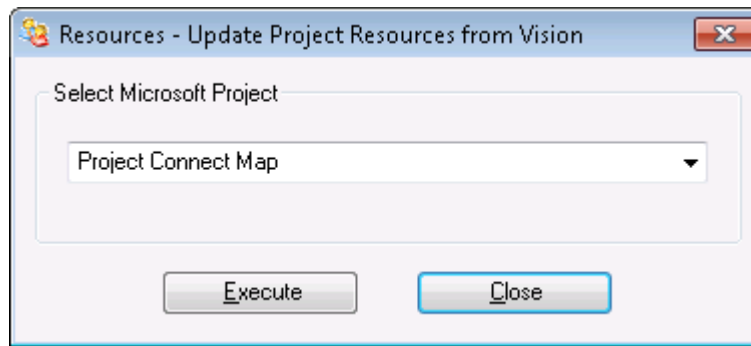 Resources - Update Project Resources from Vision
Select Microsoft Project
Project Connect Map
Execute
Close